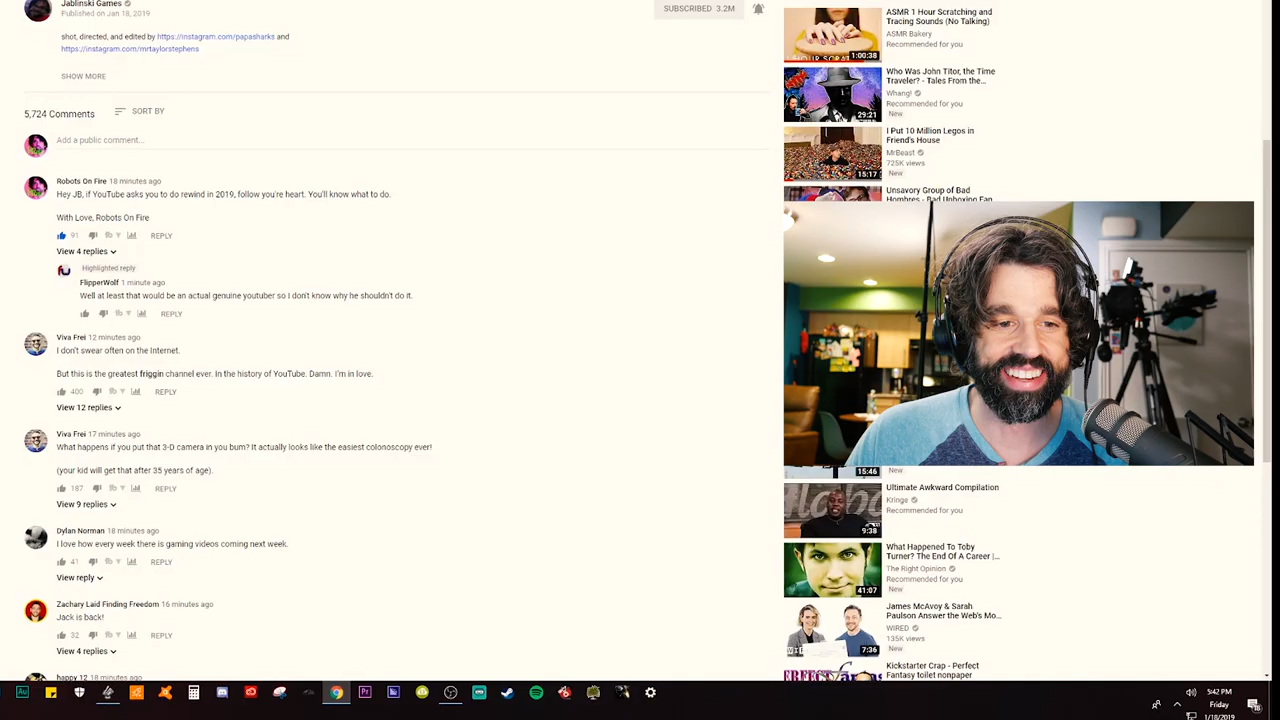 Jablinski Games
Published on Jan 18, 2019
SUBSCRIBED 3.2M
shot, directed, and edited by https://instagram.com/papasharks and
https://instagram.com/mrtaylorstephens
SHOW MORE
5,724 Comments
SORT BY
Add a public comment...
Robots On Fire 18 minutes ago
Hey JB, if YouTube asks you to do rewind in 2019, follow you're heart. You'll know what to do.
With Love, Robots On Fire
91 REPLY
View 4 replies
Highlighted reply
FlipperWolf 1 minute ago
Well at least that would be an actual genuine youtuber so I don't know why he shouldn't do it.
REPLY
Viva Frei 12 minutes ago
I don't swear often on the Internet.
But this is the greatest friggin channel ever. In the history of YouTube. Damn. I'm in love.
400 REPLY
View 12 replies
Viva Frei 17 minutes ago
What happens if you put that 3-D camera in you bum? It actually looks like the easiest colonoscopy ever!
(your kid will get that after 35 years of age).
187 REPLY
View 9 replies
Dylan Norman 18 minutes ago
I love how every week there is gaming videos coming next week.
41 REPLY
View reply
Zachary Laid Finding Freedom 16 minutes ago
Jack is back!
32 REPLY
View 4 replies
happy 12 18 minutes ago
ASMR 1 Hour Scratching and
Tracing Sounds (No Talking)
ASMR Bakery
Recommended for you
1:00:38
Who Was John Titor, the Time
Traveler? - Tales From the...
Whang!
Recommended for you
New
29:21
I Put 10 Million Legos in
Friend's House
MrBeast
725K views
New
15:17
Unsavory Group of Bad
Hombres - Bad Unboxing Fan
New
15:46
Ultimate Awkward Compilation
Kringe
Recommended for you
9:38
What Happened To Toby
Turner? The End Of A Career |...
The Right Opinion
Recommended for you
New
41:07
James McAvoy & Sarah
Paulson Answer the Web's Mo...
WIRED
135K views
New
7:36
Kickstarter Crap - Perfect
Fantasy toilet nonpaper
Au
Pr
5:42 PM
Friday
1/18/2019